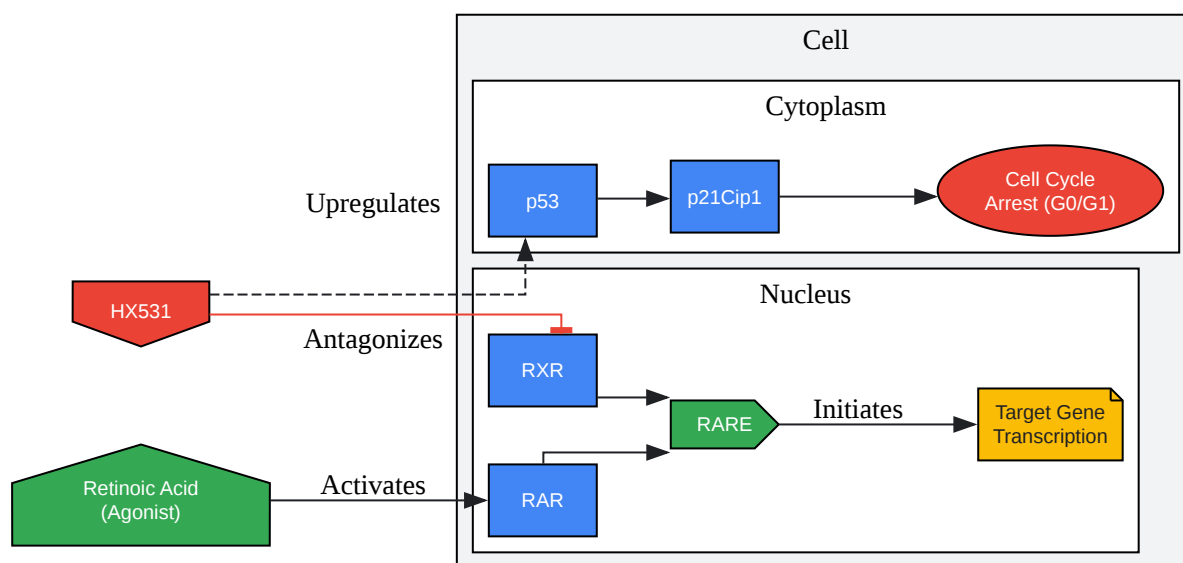 Cell
Cytoplasm
p53
p21Cip1
Cell Cycle
Arrest (G0/G1)
Upregulates
HX531
Antagonizes
Nucleus
RXR
RARE
Initiates
Target Gene
Transcription
Retinoic Acid
(Agonist)
Activates
RAR